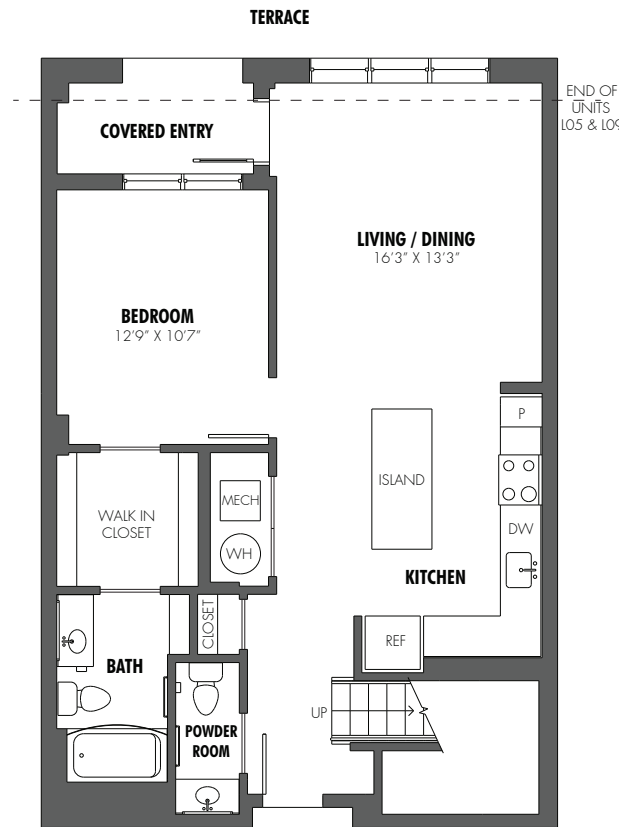 TERRACE
END OF
UNITS
L05 & L09
COVERED ENTRY
LIVING / DINING
16'3" X 13'3"
BEDROOM
12'9" X 10'7"
P
ISLAND
MECH
WALK IN
CLOSET
DW
WH
KITCHEN
CLOSET
REF
BATH
UP
POWDER
ROOM